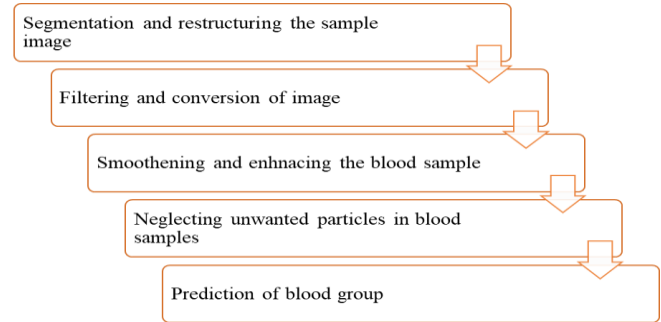 Segmentation and restructuring the sample
image
Filtering and conversion of image
Smoothening and enhnacing the blood sample
Neglecting unwanted particles in blood
samples
Prediction of blood group